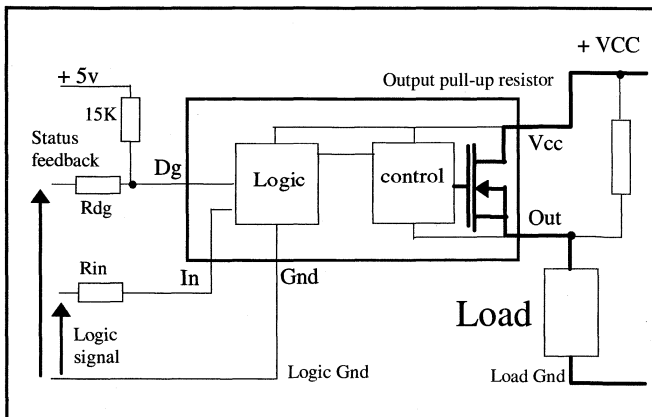 + VCC
+ 5v
Output pull-up resistor
15K
Status
feedback
Vcc
Dg
Logic
control
Rdg
Out
Rin
In
Gnd
Load
Logic
signal
Logic Gnd
Load Gnd